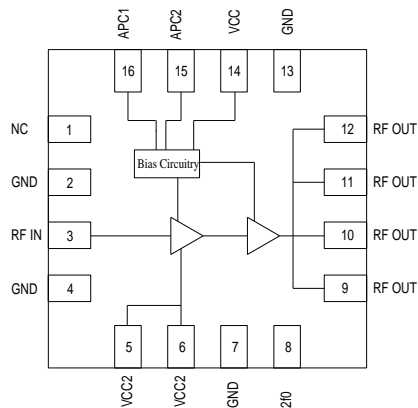 APC1
APC2
VCC
GND
16
15
14
13
NC
1
12
RF OUT
Bias Circuitry
GND
2
11
RF OUT
RF IN
3
10
RF OUT
GND
4
9
RF OUT
5
6
7
8
VCC2
VCC2
GND
2f0